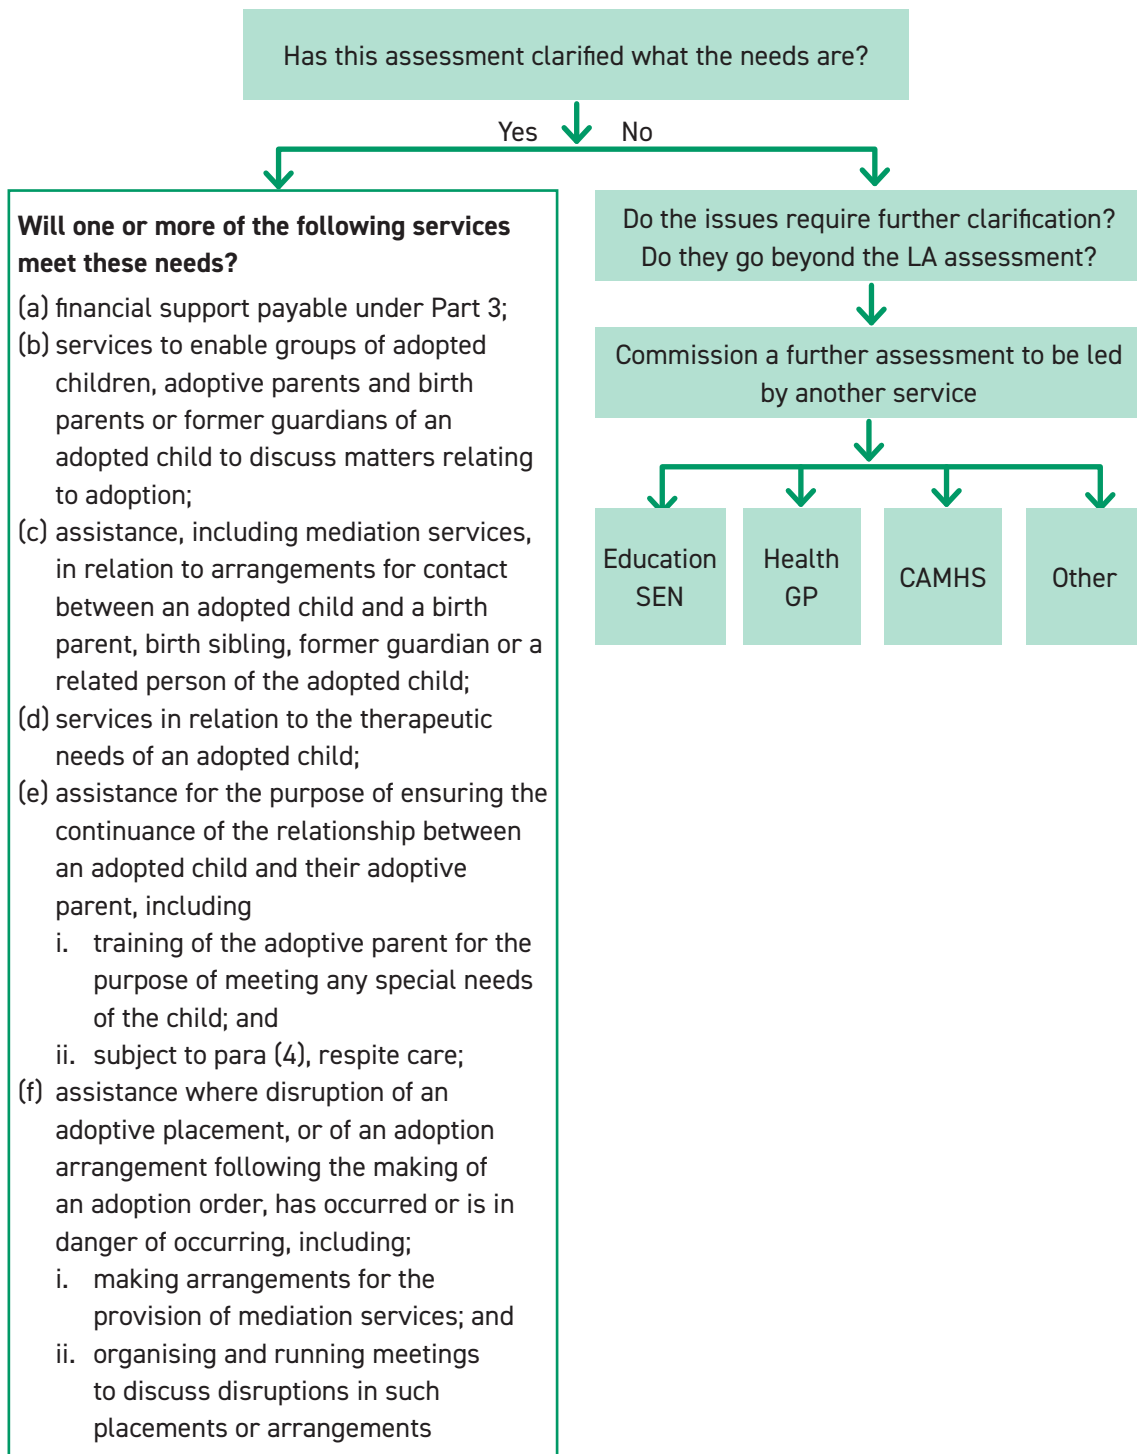 Has this assessment clarified what the needs are?
Yes No
Will one or more of the following services
meet these needs?
(a) financial support payable under Part 3;
(b) services to enable groups of adopted
children, adoptive parents and birth
parents or former guardians of an
adopted child to discuss matters relating
to adoption;
(c) assistance, including mediation services,
in relation to arrangements for contact
between an adopted child and a birth
parent, birth sibling, former guardian or a
related person of the adopted child;
(d) services in relation to the therapeutic
needs of an adopted child;
(e) assistance for the purpose of ensuring the
continuance of the relationship between
an adopted child and their adoptive
parent, including
i. training of the adoptive parent for the
purpose of meeting any special needs
of the child; and
ii. subject to para (4), respite care;
(f) assistance where disruption of an
adoptive placement, or of an adoption
arrangement following the making of
an adoption order, has occurred or is in
danger of occurring, including;
i. making arrangements for the
provision of mediation services; and
ii. organising and running meetings
to discuss disruptions in such
placements or arrangements
Do the issues require further clarification?
Do they go beyond the LA assessment?
Commission a further assessment to be led
by another service
Education
SEN
Health
GP
CAMHS
Other